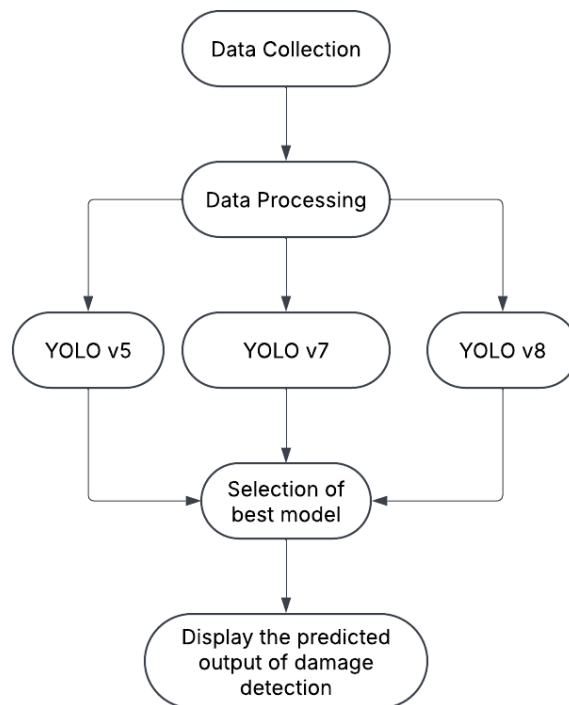 Data Collection
Data Processing
YOLO v5
YOLO v7
YOLO v8
Selection of
best model
Display the predicted
output of damage
detection